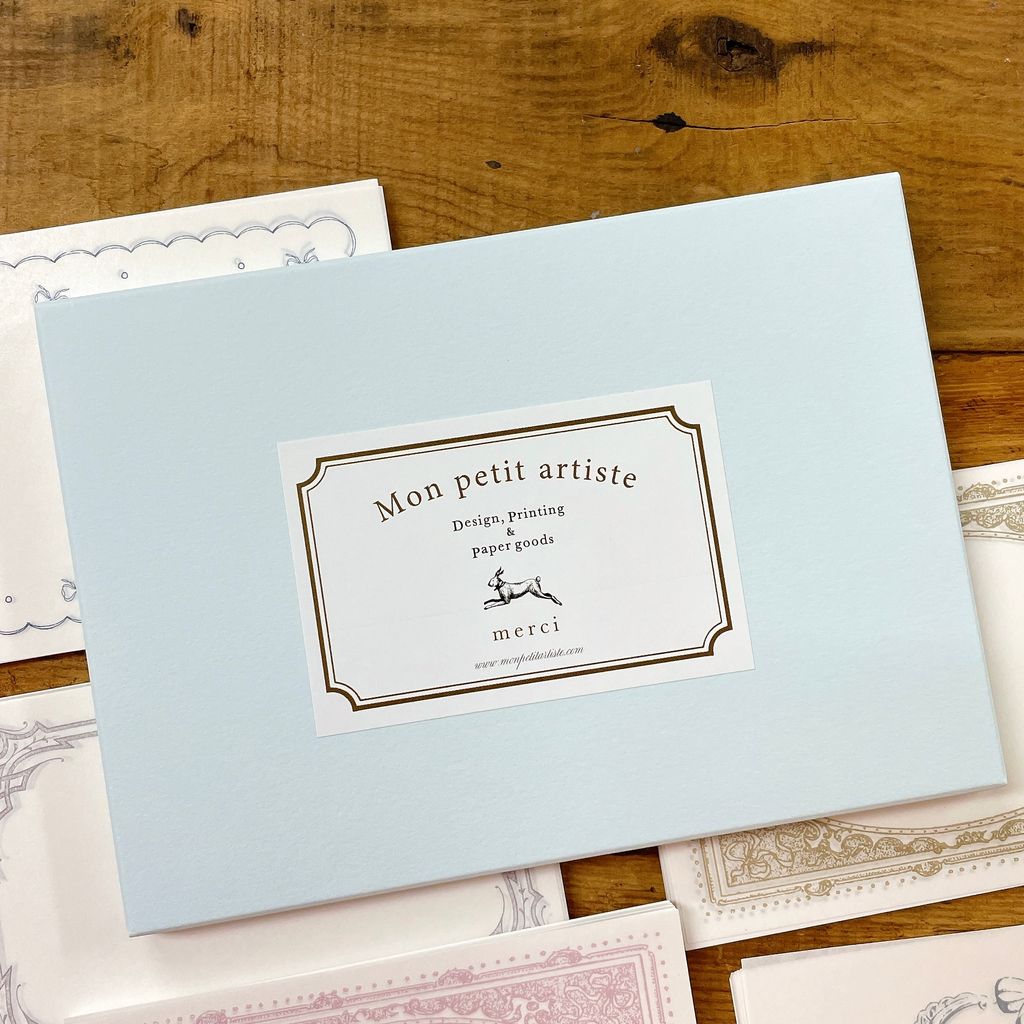 Mon petit artiste
Design, Printing
&
Paper goods
merci
www.monpetitartiste.com